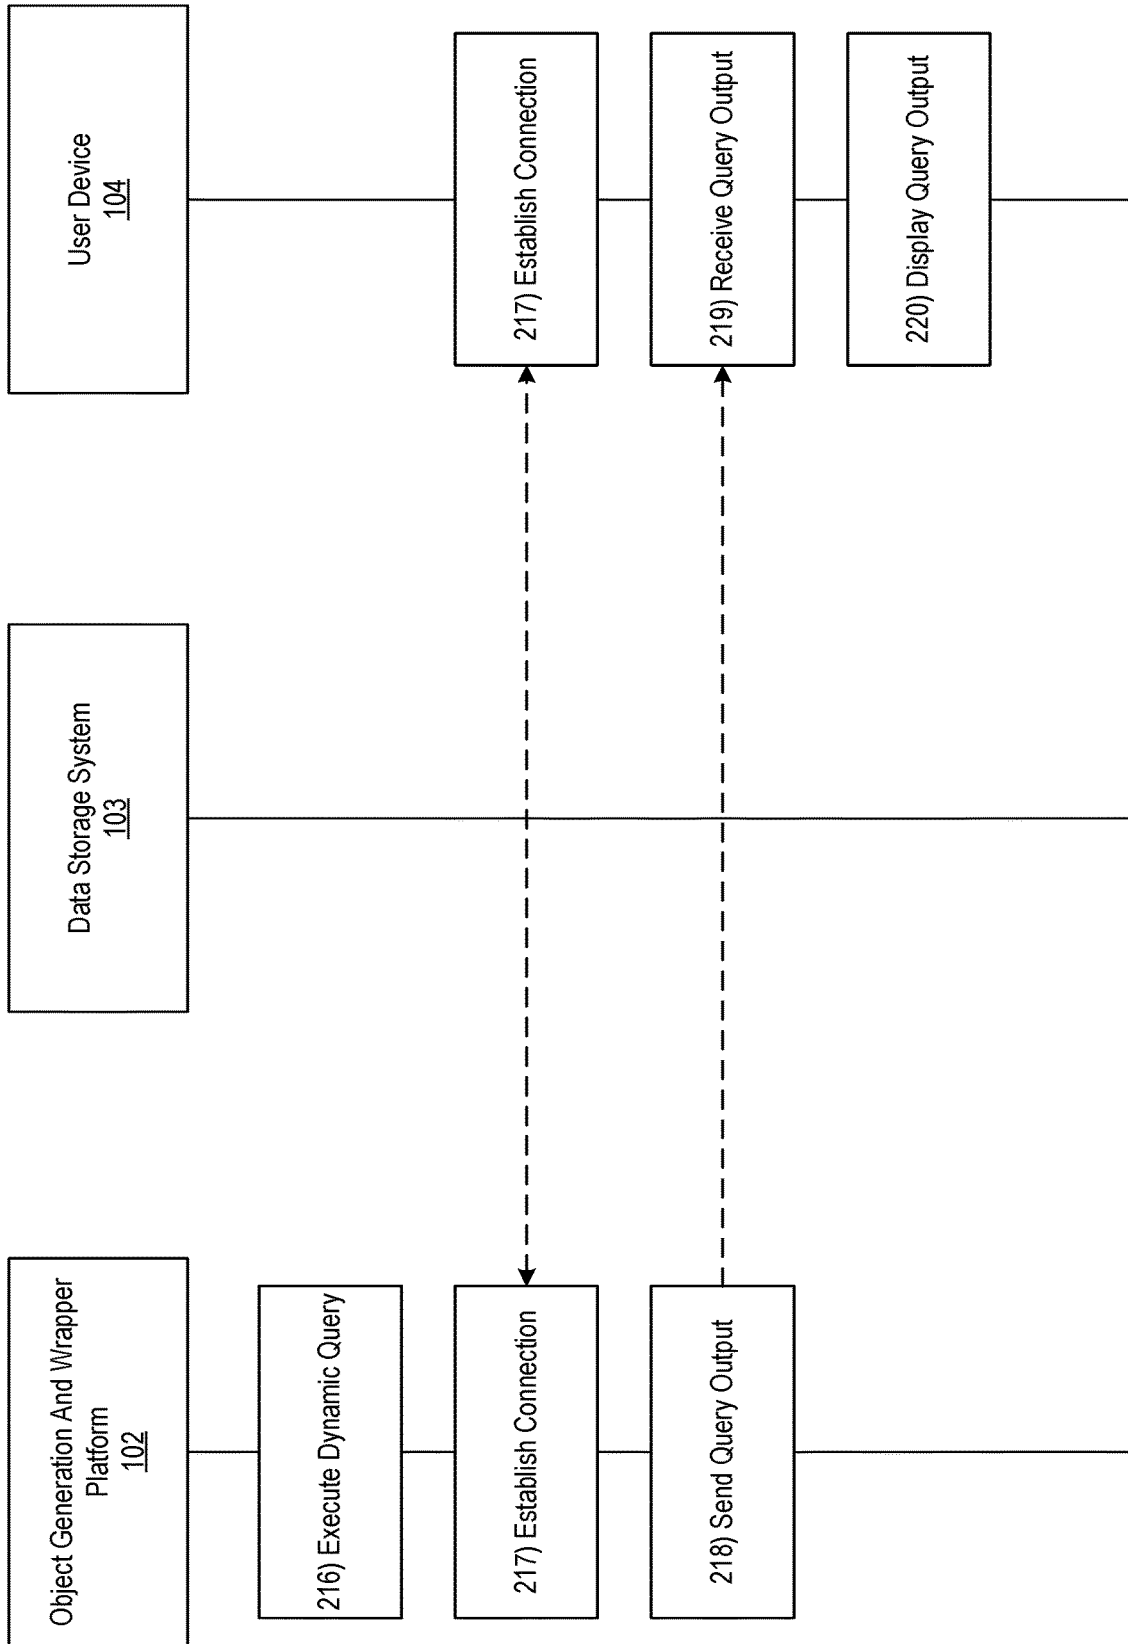 Object Generation And Wrapper
Platform
102
Data Storage System
103
User Device
104
216) Execute Dynamic Query
217) Establish Connection
217) Establish Connection
218) Send Query Output
219) Receive Query Output
220) Display Query Output